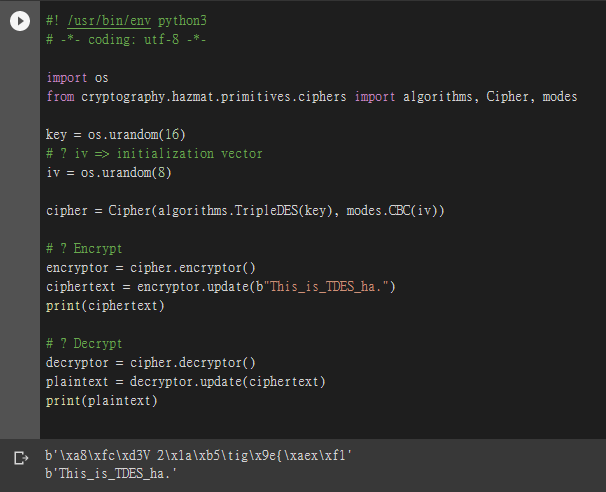 #! /usr/bin/env python3
# -*- coding: utf-8 -*-
import os
from cryptography.hazmat.primitives.ciphers import algorithms, Cipher, modes
key = os.urandom(16)
# ? iv => initialization vector
iv = os.urandom(8)
cipher = Cipher(algorithms.TripleDES(key), modes.CBC(iv))
# ? Encrypt
encryptor = cipher.encryptor()
ciphertext = encryptor.update(b"This_is_TDES_ha.")
print(ciphertext)
# ? Decrypt
decryptor = cipher.decryptor()
plaintext = decryptor.update(ciphertext)
print(plaintext)
b'\xa8\xfc\xd3V 2\x1a\xb5\tig\x9e{\xaex\xf1'
b'This_is_TDES_ha.'